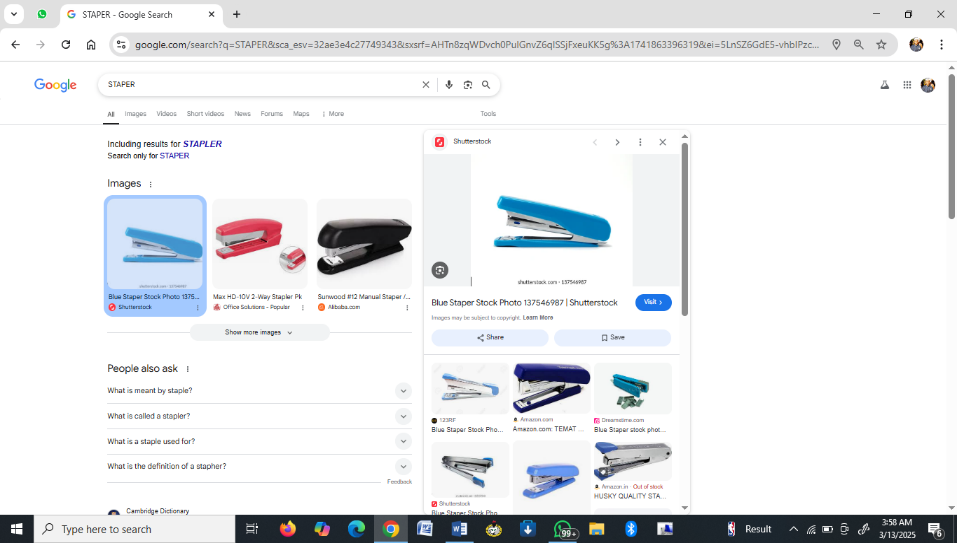 STAPER - Google Search
google.com/search?q=STAPER&sca_esv=32ae3e4c27749343&sxsrf=AHTn8zqWDvch0PuIGnvZ6qISSjFxeuKK5g%3A1741863396319&ei=5LnSZ6GdE5-vhbIPzc...
Google
STAPER
All Images Videos Short videos News Forums Maps More Tools
Including results for STAPLER
Search only for STAPER
Images
Blue Staper Stock Photo 1375...
Shutterstock
Max HD-10V 2-Way Stapler Pk
Office Solutions - Popular
Sunwood #12 Manual Staper /...
Alibaba.com
Show more images
People also ask
What is meant by staple?
What is called a stapler?
What is a staple used for?
What is the definition of a stapher?
Feedback
Cambridge Dictionary
Shutterstock
shutterstock.com · 137546987
Blue Staper Stock Photo 137546987 | Shutterstock
Visit
Images may be subject to copyright. Learn More
Share
Save
123RF
Blue Staper Stock Pho...
Amazon.com
Amazon.com: TEMAT ...
Dreamstime.com
Blue Staper stock phot...
Shutterstock
Blue Staper Stock Pho...
Amazon.in · Out of stock
HUSKY QUALITY STA...
Type here to search
99+
Result
3:58 AM
3/13/2025
6